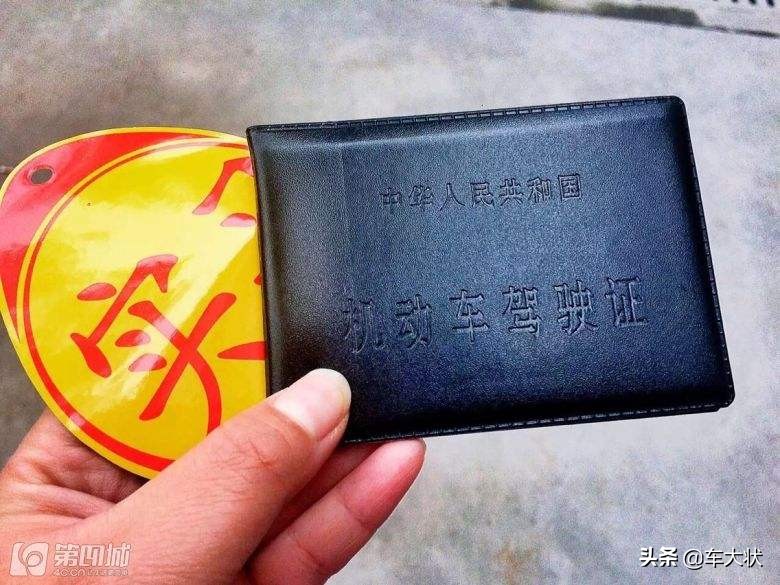 中华人民共和国
机动车驾驶证
实
第四城
头条 @车大状